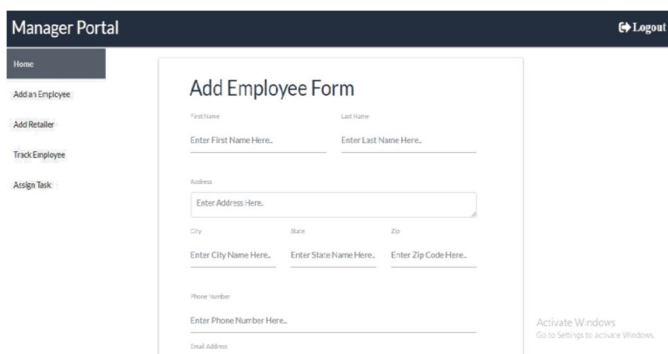 Manager Portal
Logout
Home
Add an Employee
Add Retailer
Track Employee
Assign Task
Add Employee Form
First Name Last Name
Enter First Name Here.. Enter Last Name Here..
Address
Enter Address Here..
City State Zip
Enter City Name Here.. Enter State Name Here.. Enter Zip Code Here..
Phone Number
Enter Phone Number Here..
Email Address
Activate Windows
Go to Settings to activate Windows.